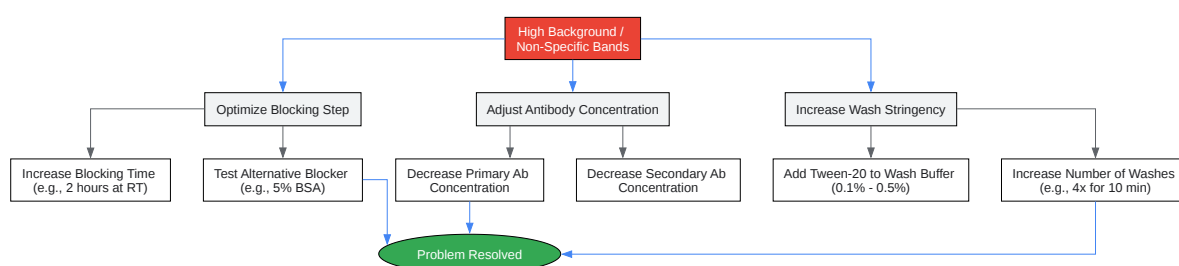 High Background /
Non-Specific Bands
Optimize Blocking Step
Adjust Antibody Concentration
Increase Wash Stringency
Increase Blocking Time
(e.g., 2 hours at RT)
Test Alternative Blocker
(e.g., 5% BSA)
Decrease Primary Ab
Concentration
Decrease Secondary Ab
Concentration
Add Tween-20 to Wash Buffer
(0.1% - 0.5%)
Increase Number of Washes
(e.g., 4x for 10 min)
Problem Resolved